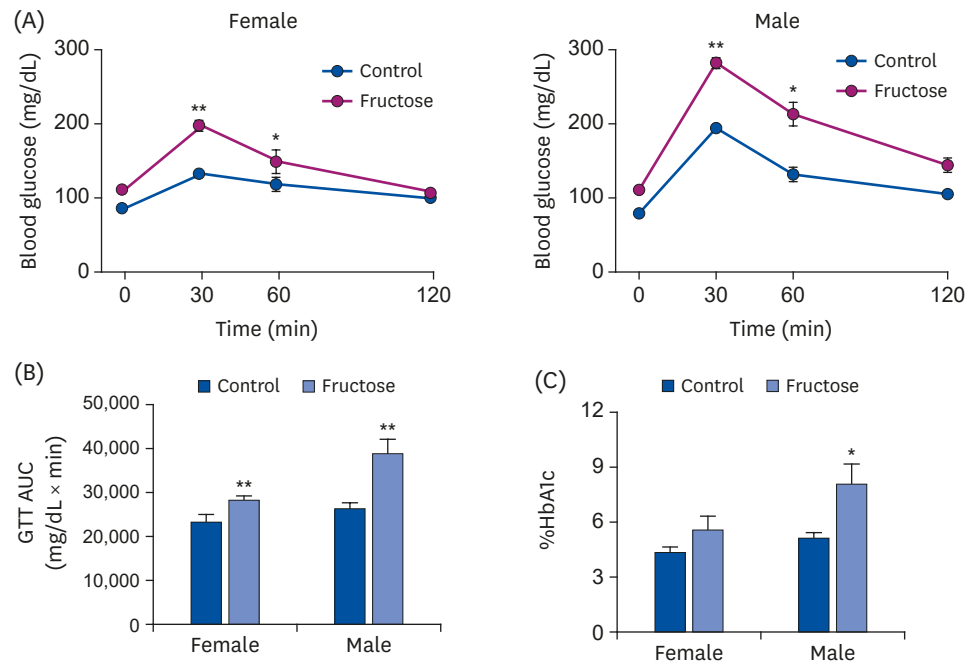 (A)
Female
Blood glucose (mg/dL)
300
200
100
0
**
*
Control
Fructose
0 30 60 120
Time (min)
Male
Blood glucose (mg/dL)
300
200
100
0
**
*
Control
Fructose
0 30 60 120
Time (min)
(B)
Control Fructose
GTT AUC
(mg/dL × min)
50,000
40,000
30,000
20,000
10,000
0
**
**
Female Male
(C)
Control Fructose
%HbA1c
12
9
6
3
0
*
Female Male